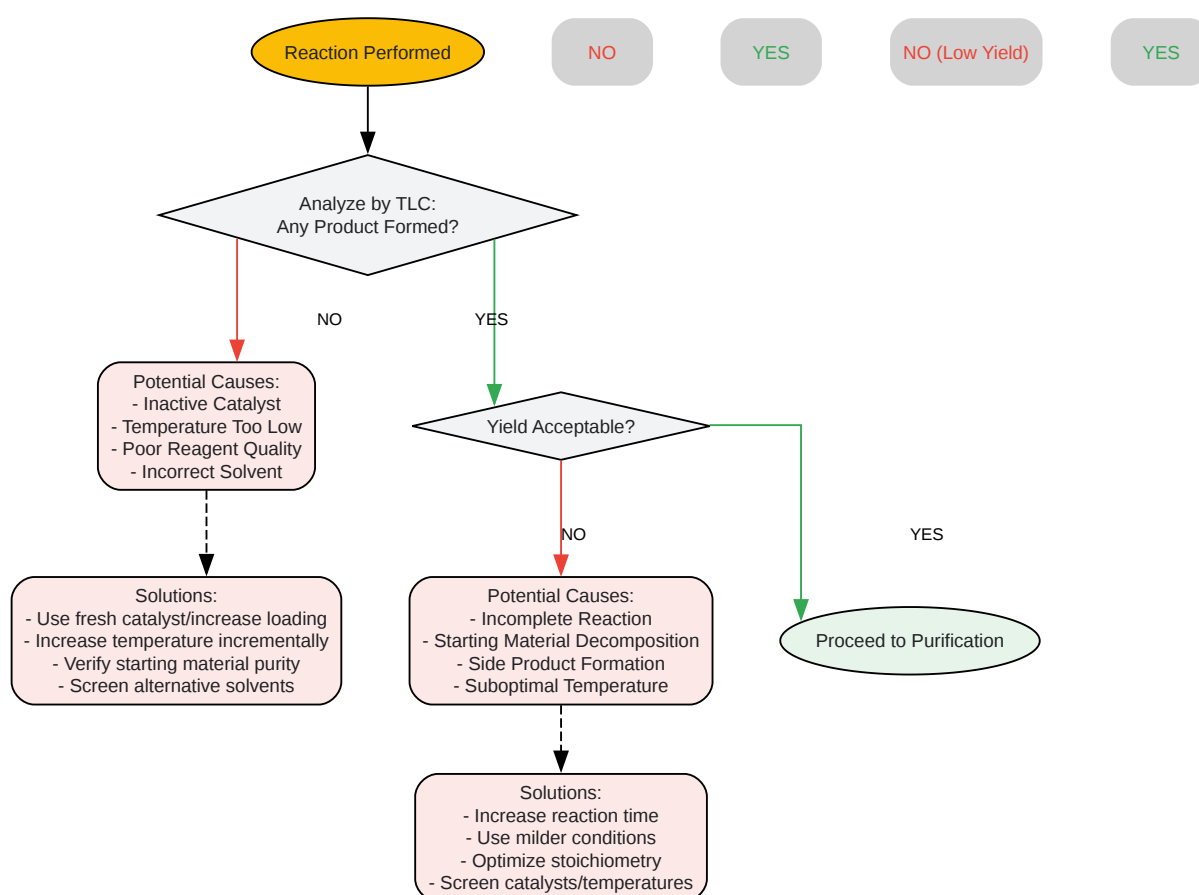 Reaction Performed
NO
YES
NO (Low Yield)
YES
Analyze by TLC:
Any Product Formed?
NO
YES
Potential Causes:
- Inactive Catalyst
- Temperature Too Low
- Poor Reagent Quality
- Incorrect Solvent
Yield Acceptable?
NO
YES
Solutions:
- Use fresh catalyst/increase loading
- Increase temperature incrementally
- Verify starting material purity
- Screen alternative solvents
Potential Causes:
- Incomplete Reaction
- Starting Material Decomposition
- Side Product Formation
- Suboptimal Temperature
Proceed to Purification
Solutions:
- Increase reaction time
- Use milder conditions
- Optimize stoichiometry
- Screen catalysts/temperatures